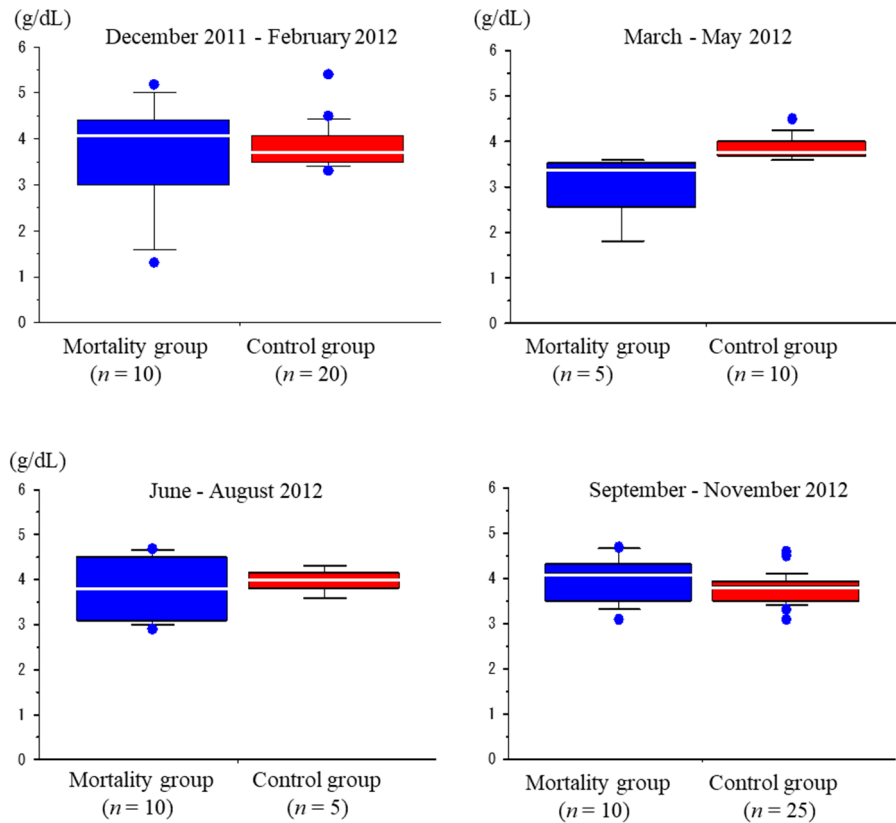 (g/dL)
December 2011 - February 2012
6
5
4
3
2
1
0
Mortality group
(n = 10)
Control group
(n = 20)
March - May 2012
6
5
4
3
2
1
0
Mortality group
(n = 5)
Control group
(n = 10)
(g/dL)
June - August 2012
6
5
4
3
2
1
0
Mortality group
(n = 10)
Control group
(n = 5)
September - November 2012
6
5
4
3
2
1
0
Mortality group
(n = 10)
Control group
(n = 25)